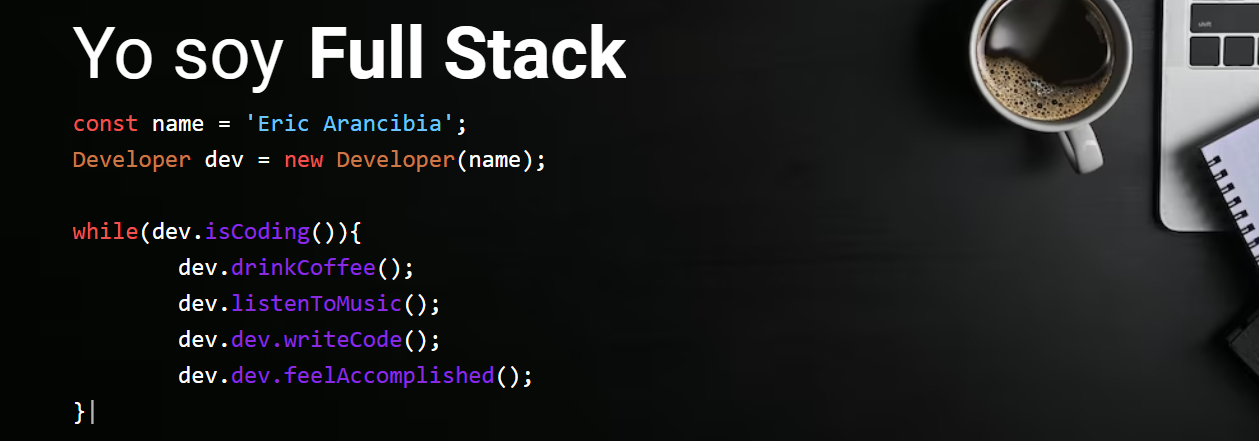 Yo soy Full Stack
const name = 'Eric Arancibia';
Developer dev = new Developer(name);
while(dev.isCoding()){
dev.drinkCoffee();
dev.listenToMusic();
dev.dev.writeCode();
dev.dev.feelAccomplished();
}|
shift